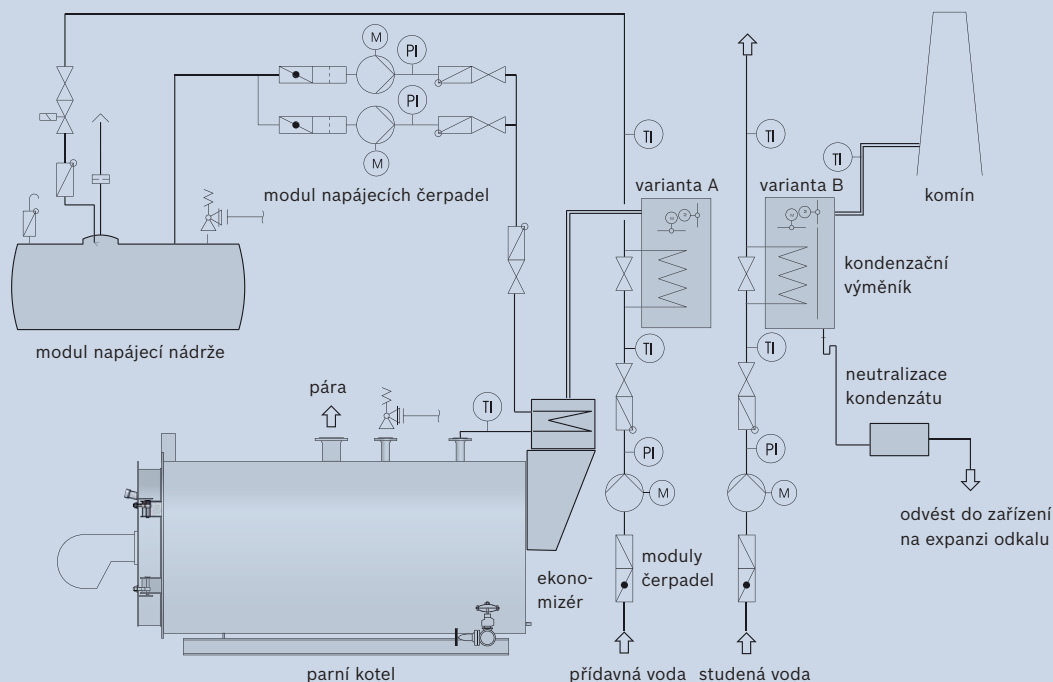 M
PI
PI
M
modul napájecích čerpadel
TI
TI
TI
varianta A
varianta B
komín
kondenzační
výměník
modul napájecí nádrže
TI
TI
neutralizace
kondenzátu
pára
TI
PI
PI
M
M
odvést do zařízení
na expanzi odkalu
moduly
čerpadel
ekono-
mizér
parní kotel
přídavná voda
studená voda